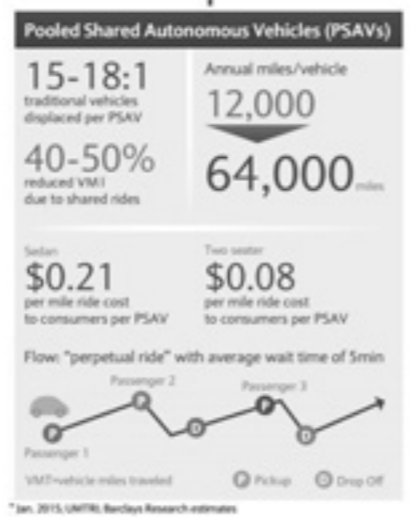 Pooled Shared Autonomous Vehicles (PSAVs)
15-18:1
traditional vehicles
displaced per PSAV
40-50%
reduced VMT
due to shared rides
Annual miles/vehicle
12,000
64,000 miles
Sedan
$0.21
per mile ride cost
to consumers per PSAV
Two seater
$0.08
per mile ride cost
to consumers per PSAV
Flow: "perpetual ride" with average wait time of 5min
Passenger 2
Passenger 3
P
P
D
P
D
Passenger 1
VMT=vehicle miles traveled
P Pickup
D Drop Off
* Jan. 2015, UMTRI, Barclays Research estimates